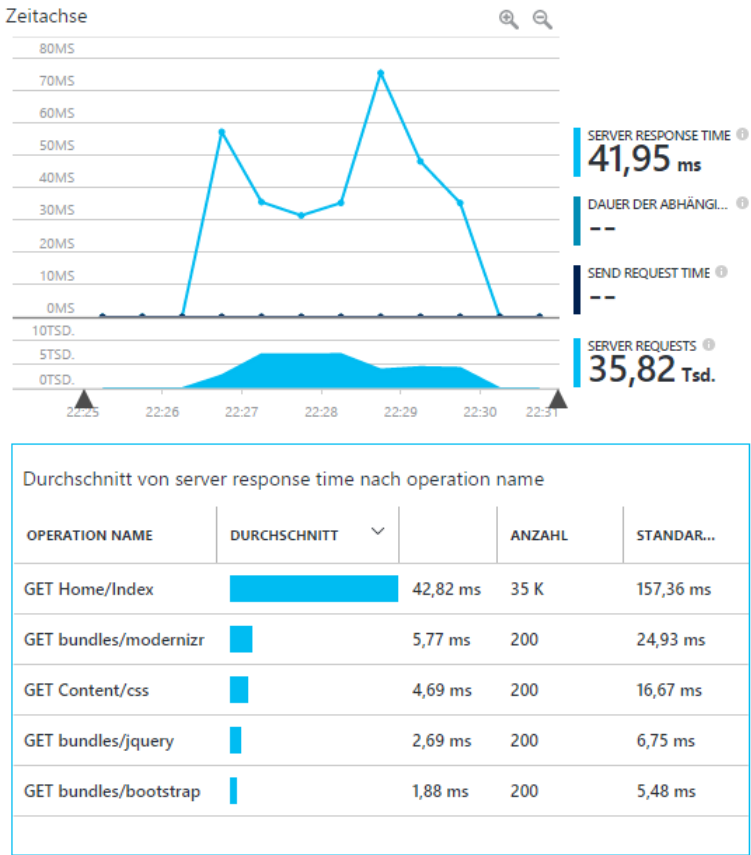 Zeitachse
80MS
70MS
60MS
50MS
40MS
30MS
20MS
10MS
0MS
10TSD.
5TSD.
0TSD.
22:25 22:26 22:27 22:28 22:29 22:30 22:31
SERVER RESPONSE TIME
41,95 ms
DAUER DER ABHÄNGI...
--
SEND REQUEST TIME
--
SERVER REQUESTS
35,82 Tsd.
Durchschnitt von server response time nach operation name
OPERATION NAME DURCHSCHNITT ANZAHL STANDAR...
GET Home/Index 42,82 ms 35 K 157,36 ms
GET bundles/modernizr 5,77 ms 200 24,93 ms
GET Content/css 4,69 ms 200 16,67 ms
GET bundles/jquery 2,69 ms 200 6,75 ms
GET bundles/bootstrap 1,88 ms 200 5,48 ms